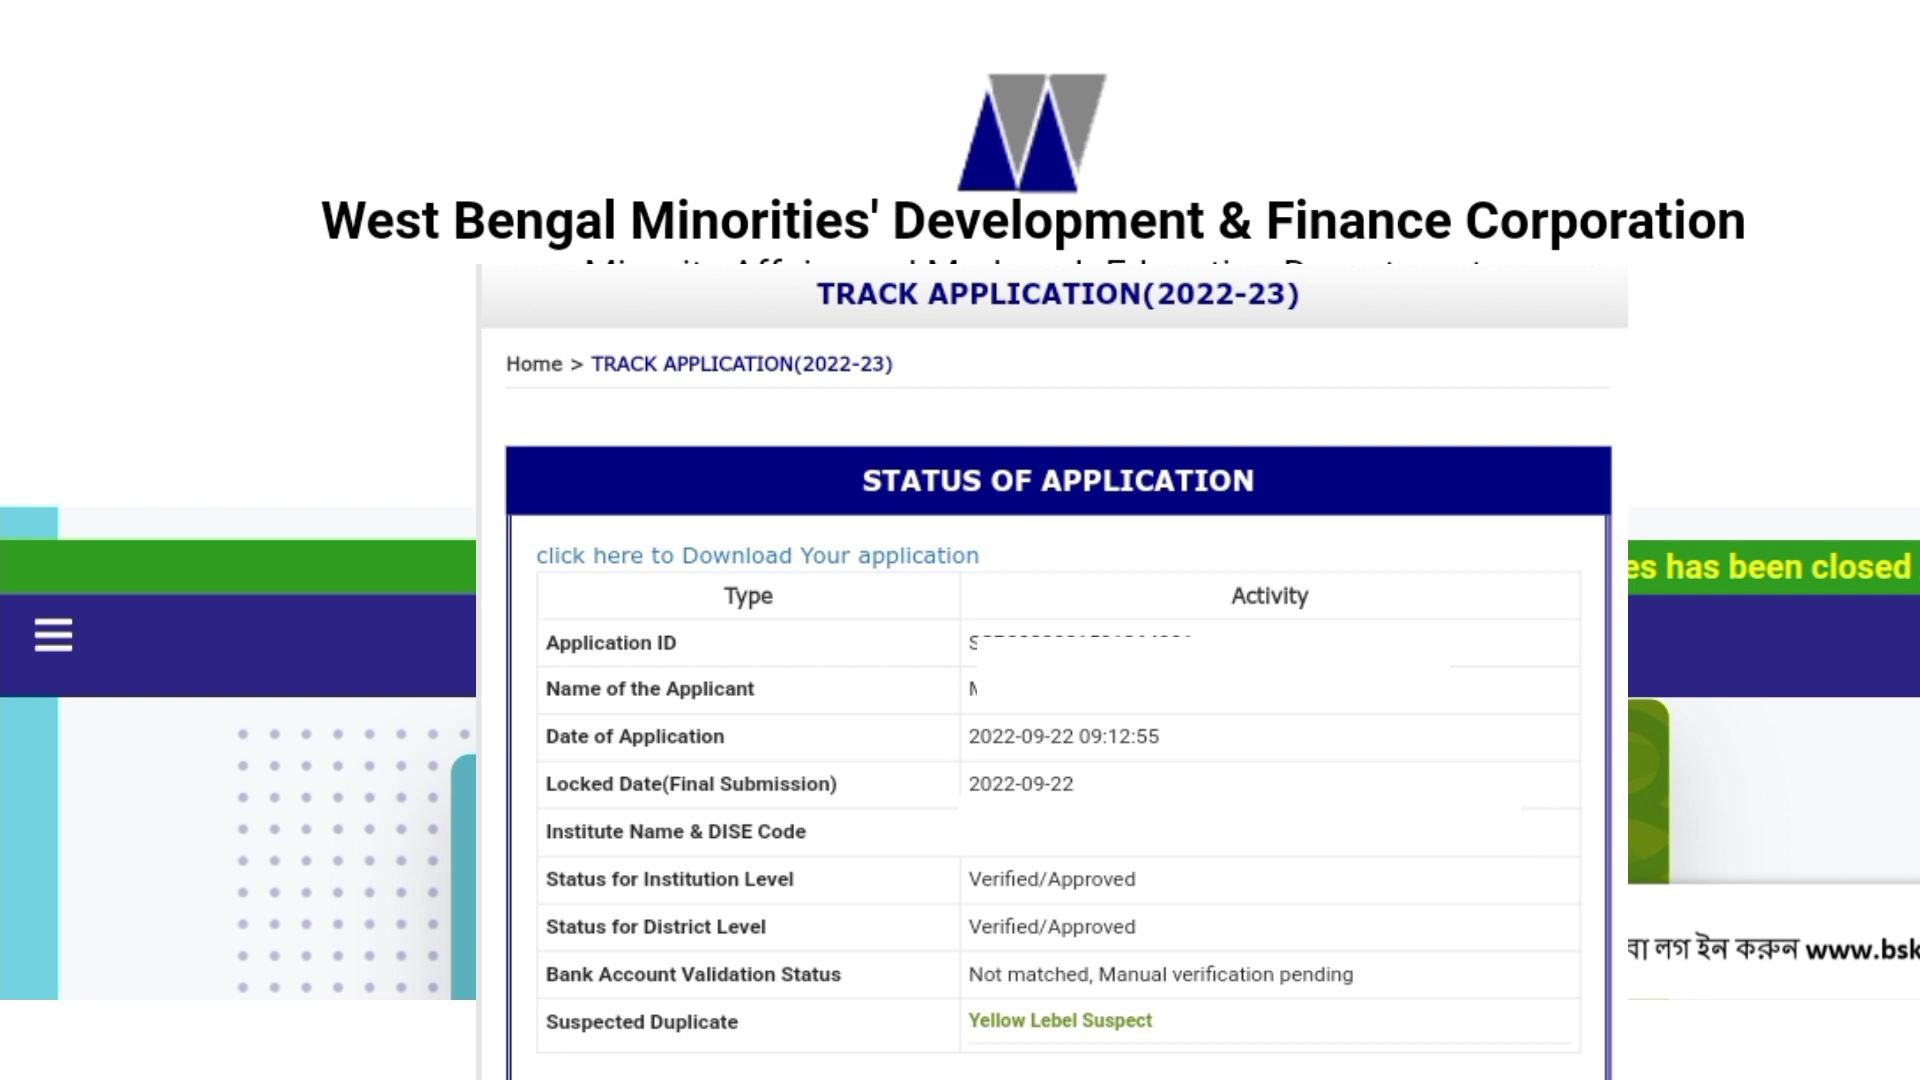 West Bengal Minorities' Development & Finance Corporation
TRACK APPLICATION(2022-23)
Home > TRACK APPLICATION(2022-23)
STATUS OF APPLICATION
es has been closed
click here to Download Your application
Type Activity
Application ID
Name of the Applicant
Date of Application 2022-09-22 09:12:55
Locked Date(Final Submission) 2022-09-22
Institute Name & DISE Code
Status for Institution Level Verified/Approved
Status for District Level Verified/Approved
লগ ইন করুন www.bsk
Bank Account Validation Status Not matched, Manual verification pending
Suspected Duplicate Yellow Lebel Suspect